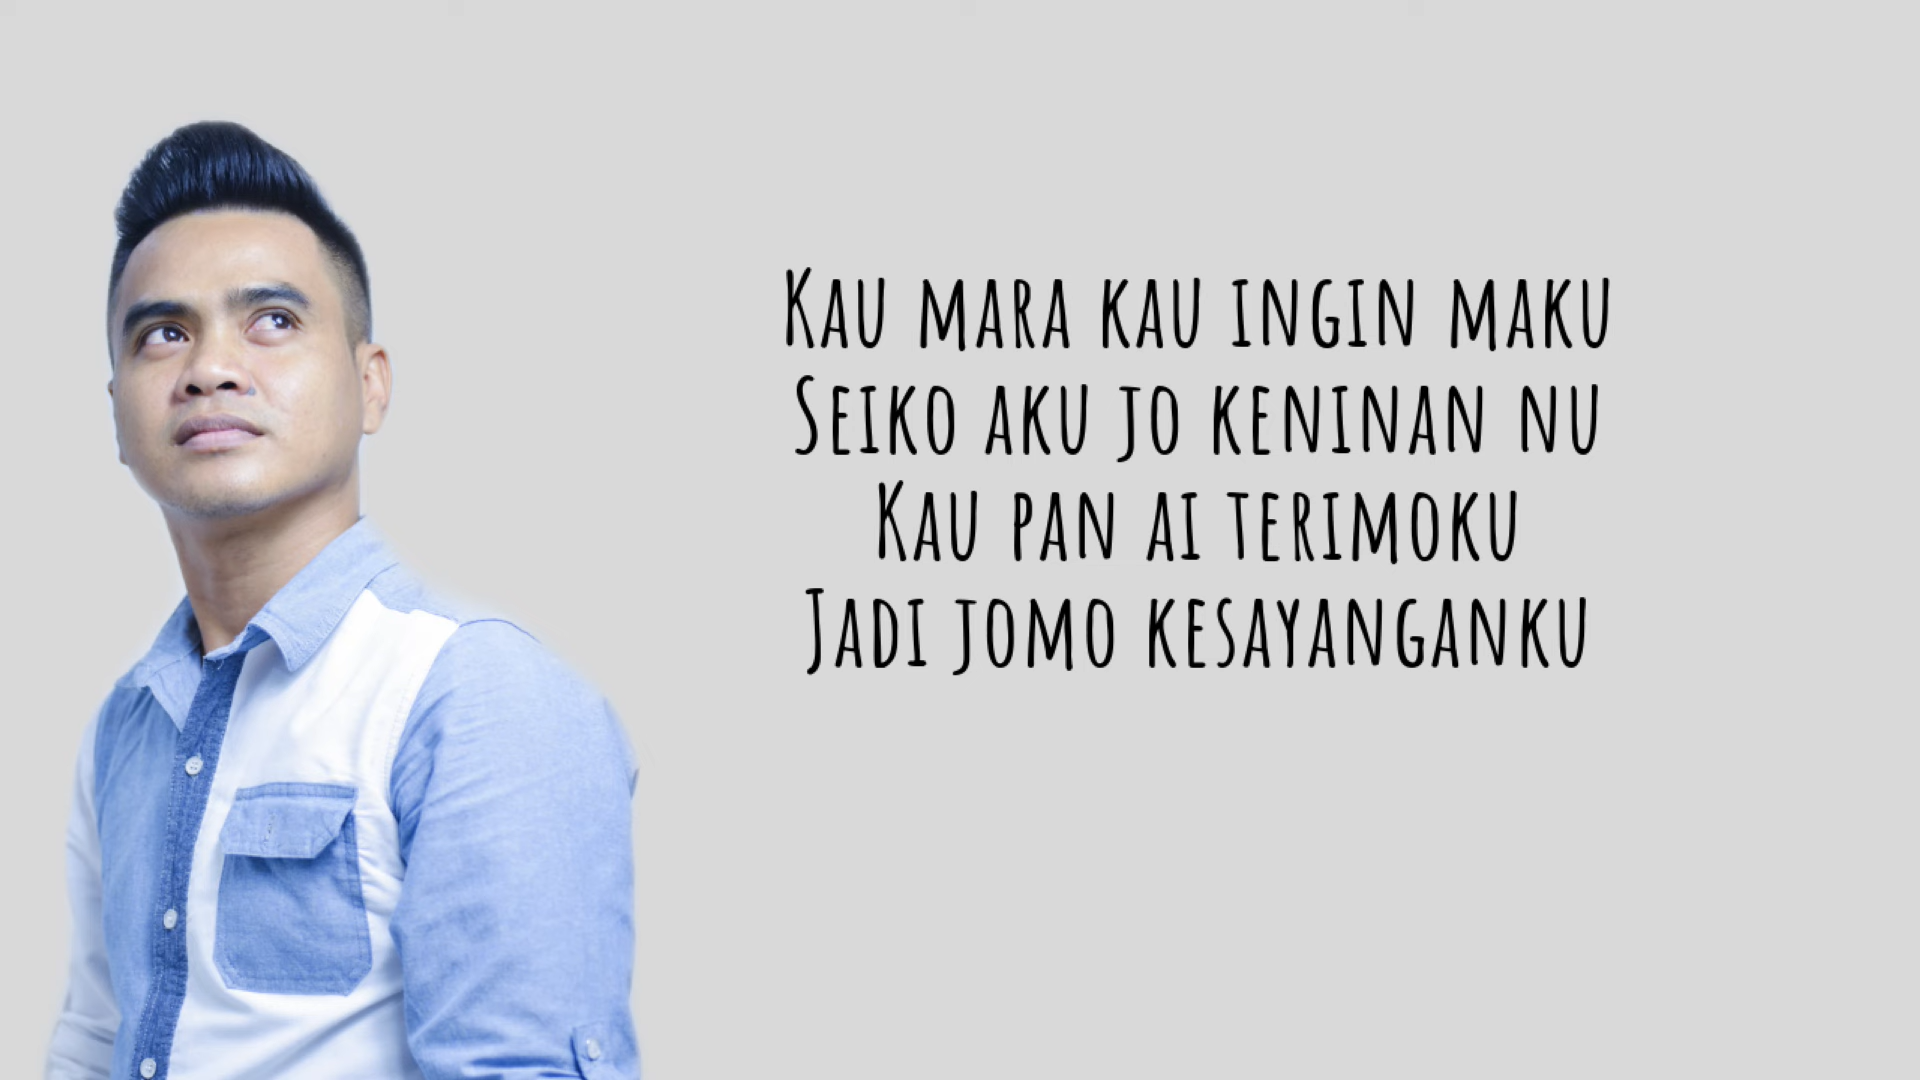 Kau mara kau ingin maku
Seiko aku jo keninan nu
Kau pan ai terimoku
Jadi jomo kesayanganku